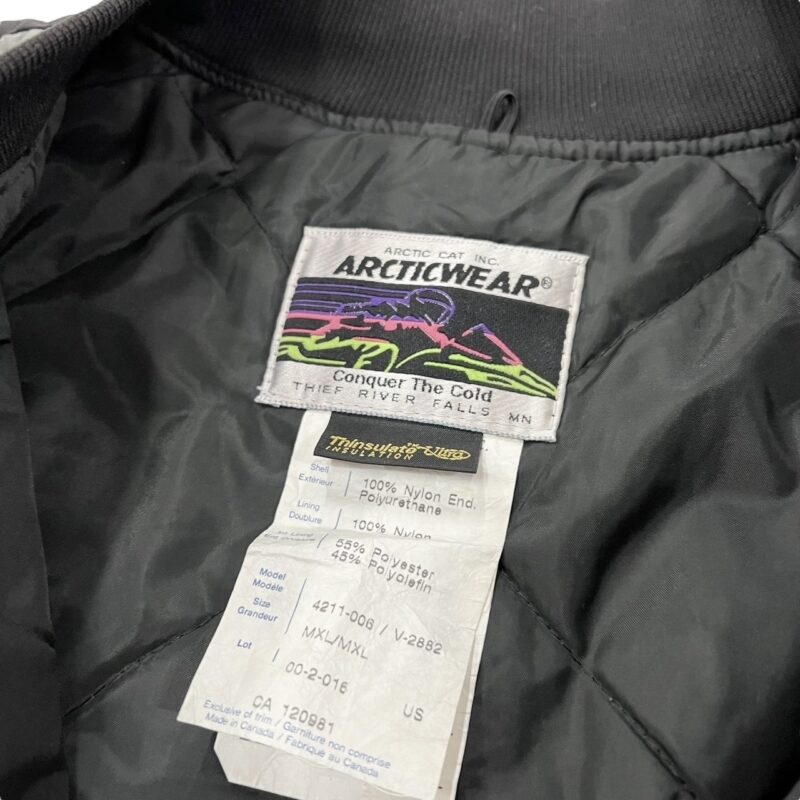 ARCTIC CAT INC.
ARCTICWEAR®
Conquer The Cold
THIEF RIVER FALLS MN
Thinsulate™ Ultra
INSULATION
Shell
Extérieur
100% Nylon End.
Polyurethane
Lining
Doublure
100% Nylon
Lining
55% Polyester
45% Polyolefin
Model
Modèle
4211-006 / V-2882
Size
Grandeur
MXL/MXL
Lot
00-2-016
US
CA 120981
Exclusive of trim / Garniture non comprise
Made in Canada / Fabriqué au Canada